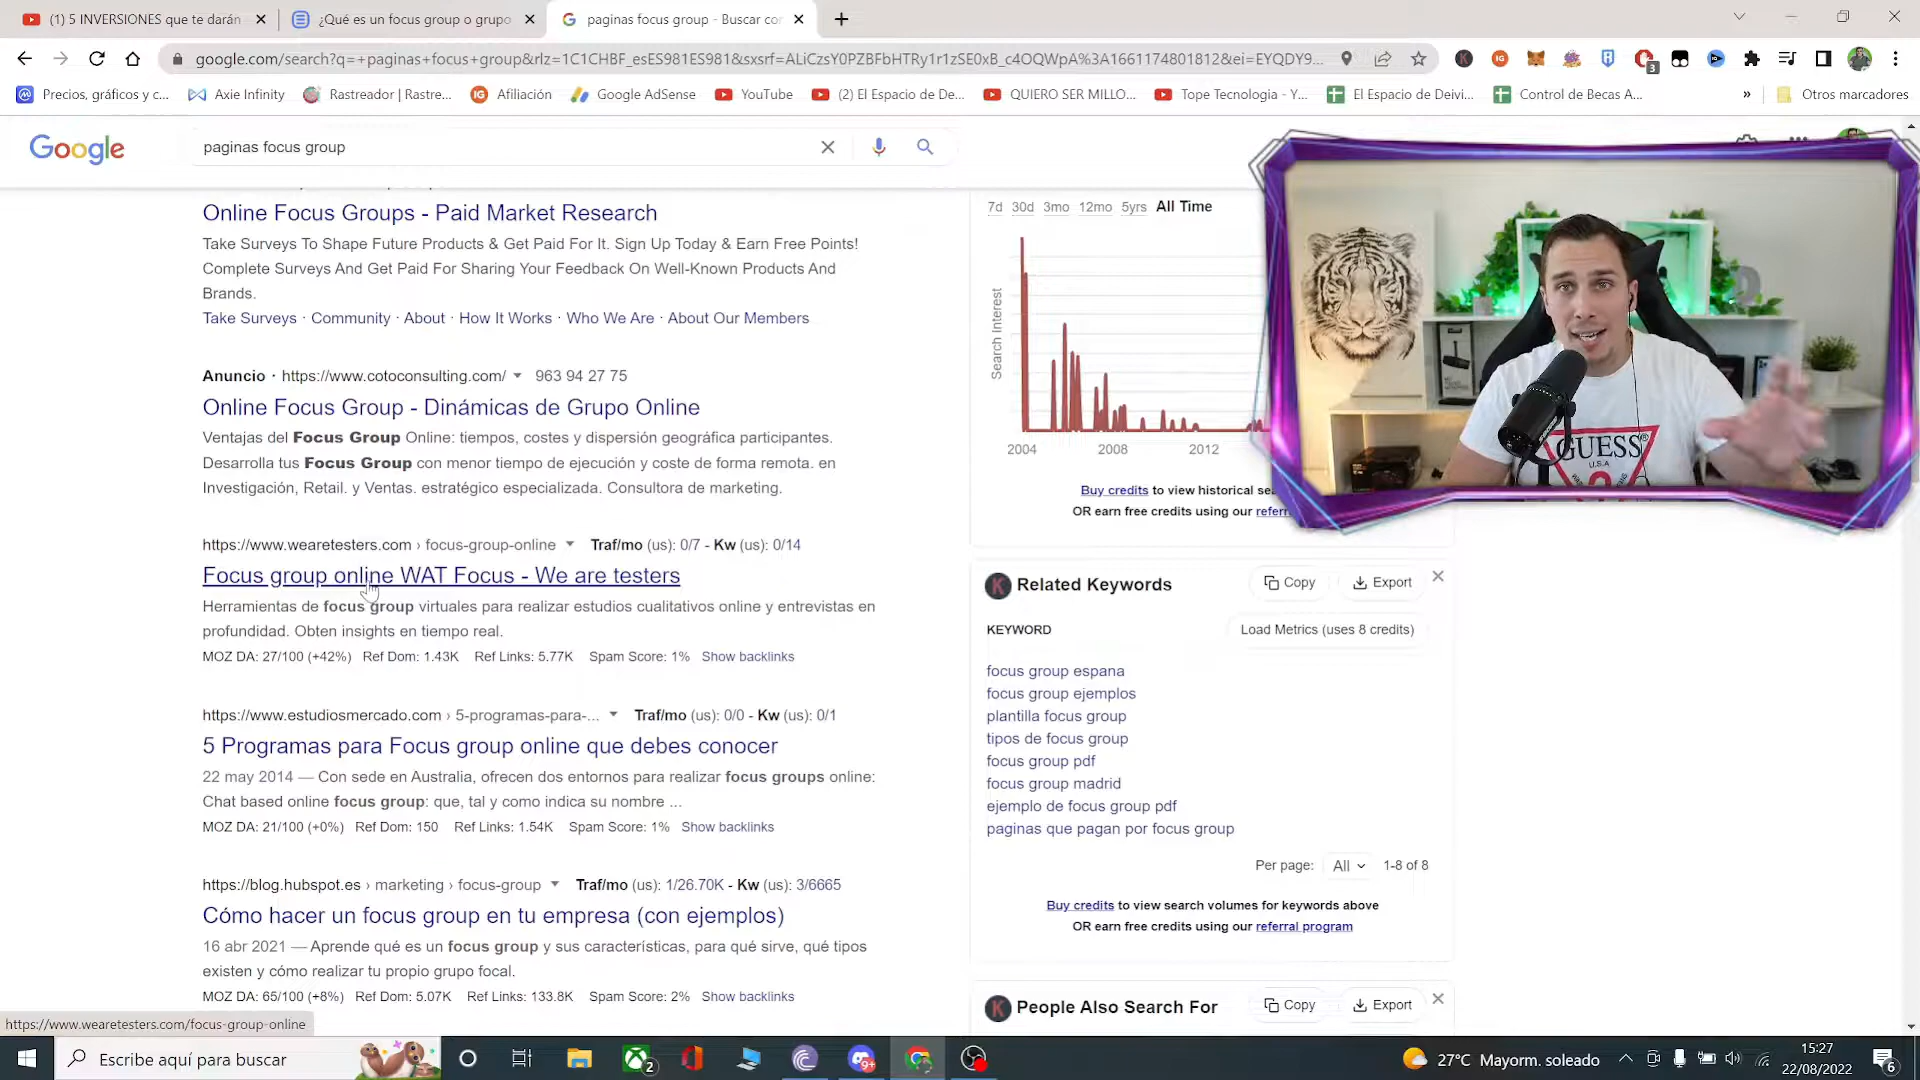 (1) 5 INVERSIONES que te darán
¿Qué es un focus group o grupo
paginas focus group - Buscar con
google.com/search?q=+paginas+focus+group&rlz=1C1CHBF_esES981ES981&sxsrf=ALiCzsY0PZBFbHTRy1r1zSE0xB_c4OQWpA%3A1661174801812&ei=EYQDY9...
3
Precios, gráficos y c...
Axie Infinity
Rastreador | Rastre...
Afiliación
Google AdSense
YouTube
(2) El Espacio de De...
QUIERO SER MILLO...
Tope Tecnologia - Y...
El Espacio de Deivi...
Control de Becas A...
»
Otros marcadores
Google
paginas focus group
Online Focus Groups - Paid Market Research
Take Surveys To Shape Future Products & Get Paid For It. Sign Up Today & Earn Free Points!
Complete Surveys And Get Paid For Sharing Your Feedback On Well-Known Products And
Brands.
Take Surveys · Community · About · How It Works · Who We Are · About Our Members
Anuncio · https://www.cotoconsulting.com/ 963 94 27 75
Online Focus Group - Dinámicas de Grupo Online
Ventajas del Focus Group Online: tiempos, costes y dispersión geográfica participantes.
Desarrolla tus Focus Group con menor tiempo de ejecución y coste de forma remota. en
Investigación, Retail. y Ventas. estratégico especializada. Consultora de marketing.
https://www.wearetesters.com › focus-group-online Traf/mo (us): 0/7 - Kw (us): 0/14
Focus group online WAT Focus - We are testers
Herramientas de focus group virtuales para realizar estudios cualitativos online y entrevistas en
profundidad. Obten insights en tiempo real.
MOZ DA: 27/100 (+42%) Ref Dom: 1.43K Ref Links: 5.77K Spam Score: 1% Show backlinks
https://www.estudiosmercado.com › 5-programas-para-... Traf/mo (us): 0/0 - Kw (us): 0/1
5 Programas para Focus group online que debes conocer
22 may 2014 — Con sede en Australia, ofrecen dos entornos para realizar focus groups online:
Chat based online focus group: que, tal y como indica su nombre ...
MOZ DA: 21/100 (+0%) Ref Dom: 150 Ref Links: 1.54K Spam Score: 1% Show backlinks
https://blog.hubspot.es › marketing › focus-group Traf/mo (us): 1/26.70K - Kw (us): 3/6665
Cómo hacer un focus group en tu empresa (con ejemplos)
16 abr 2021 — Aprende qué es un focus group y sus características, para qué sirve, qué tipos
existen y cómo realizar tu propio grupo focal.
MOZ DA: 65/100 (+8%) Ref Dom: 5.07K Ref Links: 133.8K Spam Score: 2% Show backlinks
https://www.wearetesters.com/focus-group-online
7d 30d 3mo 12mo 5yrs All Time
Search Interest
2004 2008 2012
Buy credits to view historical
OR earn free credits using our
GUESS
U.S.A.
Related Keywords
Copy
Export
KEYWORD
Load Metrics (uses 8 credits)
focus group espana
focus group ejemplos
plantilla focus group
tipos de focus group
focus group pdf
focus group madrid
ejemplo de focus group pdf
paginas que pagan por focus group
Per page: All 1-8 of 8
Buy credits to view search volumes for keywords above
OR earn free credits using our referral program
People Also Search For
Copy
Export
Escribe aquí para buscar
2
9+
27°C Mayorm. soleado
15:27
22/08/2022
6